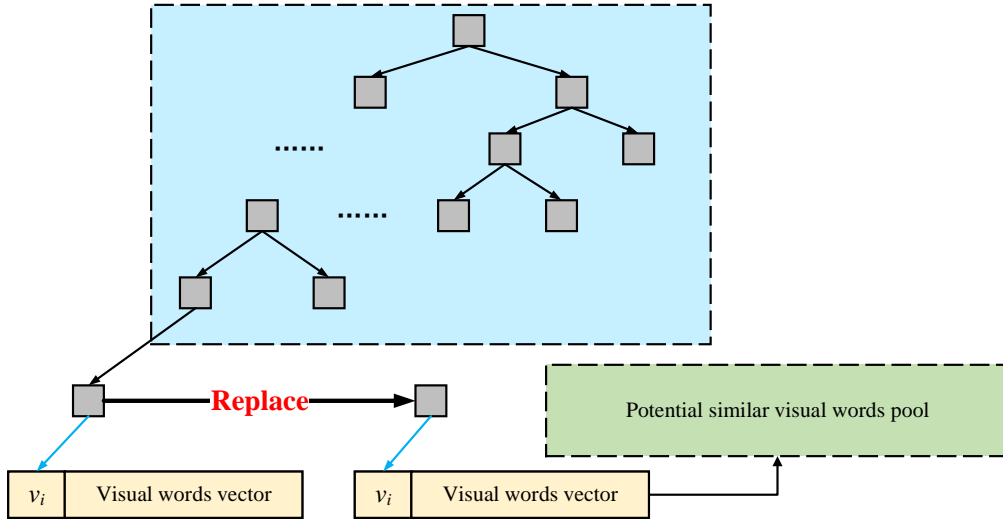 ......
......
Replace
Potential similar visual words pool
v_i Visual words vector
v_i Visual words vector